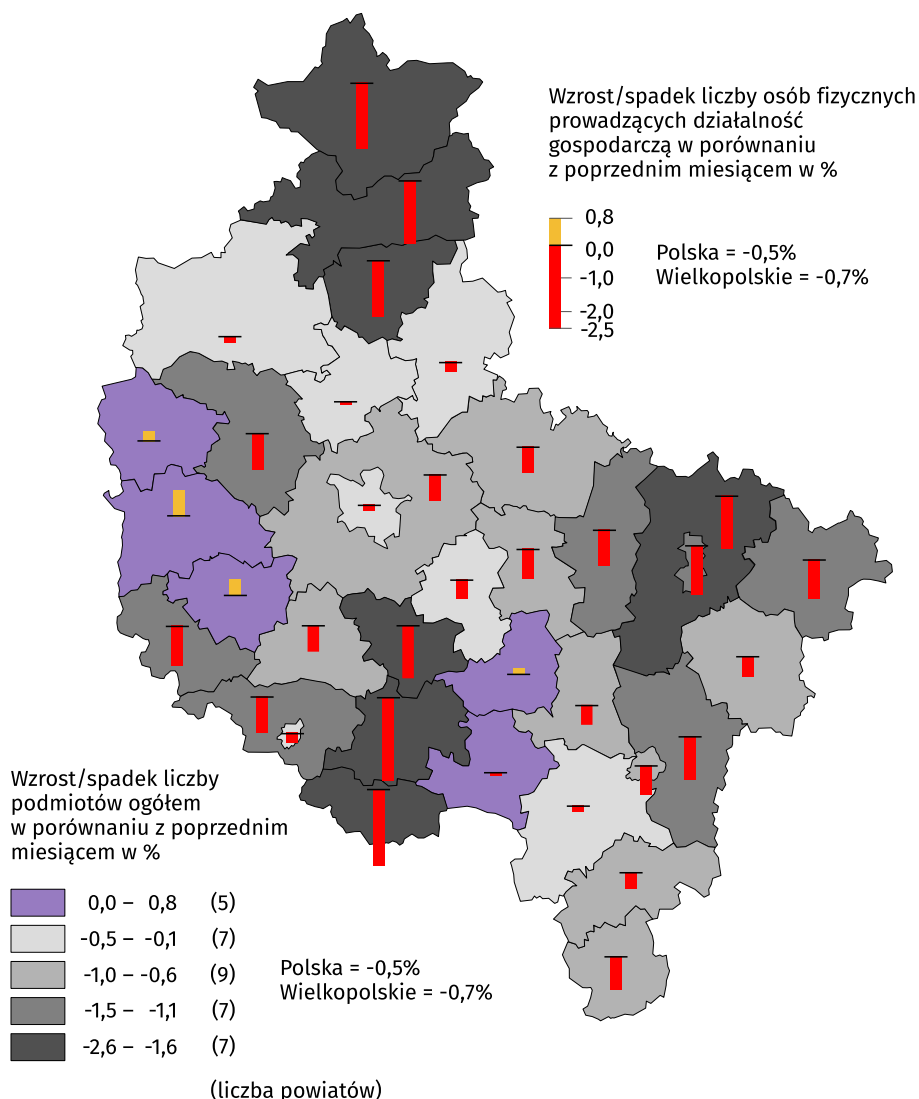 Wzrost/spadek liczby osób fizycznych
prowadzących działalność
gospodarczą w porównaniu
z poprzednim miesiącem w %
0,8
0,0
-1,0
-2,0
-2,5
Polska = -0,5%
Wielkopolskie = -0,7%
Wzrost/spadek liczby
podmiotów ogółem
w porównaniu z poprzednim
miesiącem w %
0,0 – 0,8 (5)
-0,5 – -0,1 (7)
-1,0 – -0,6 (9)
-1,5 – -1,1 (7)
-2,6 – -1,6 (7)
Polska = -0,5%
Wielkopolskie = -0,7%
(liczba powiatów)